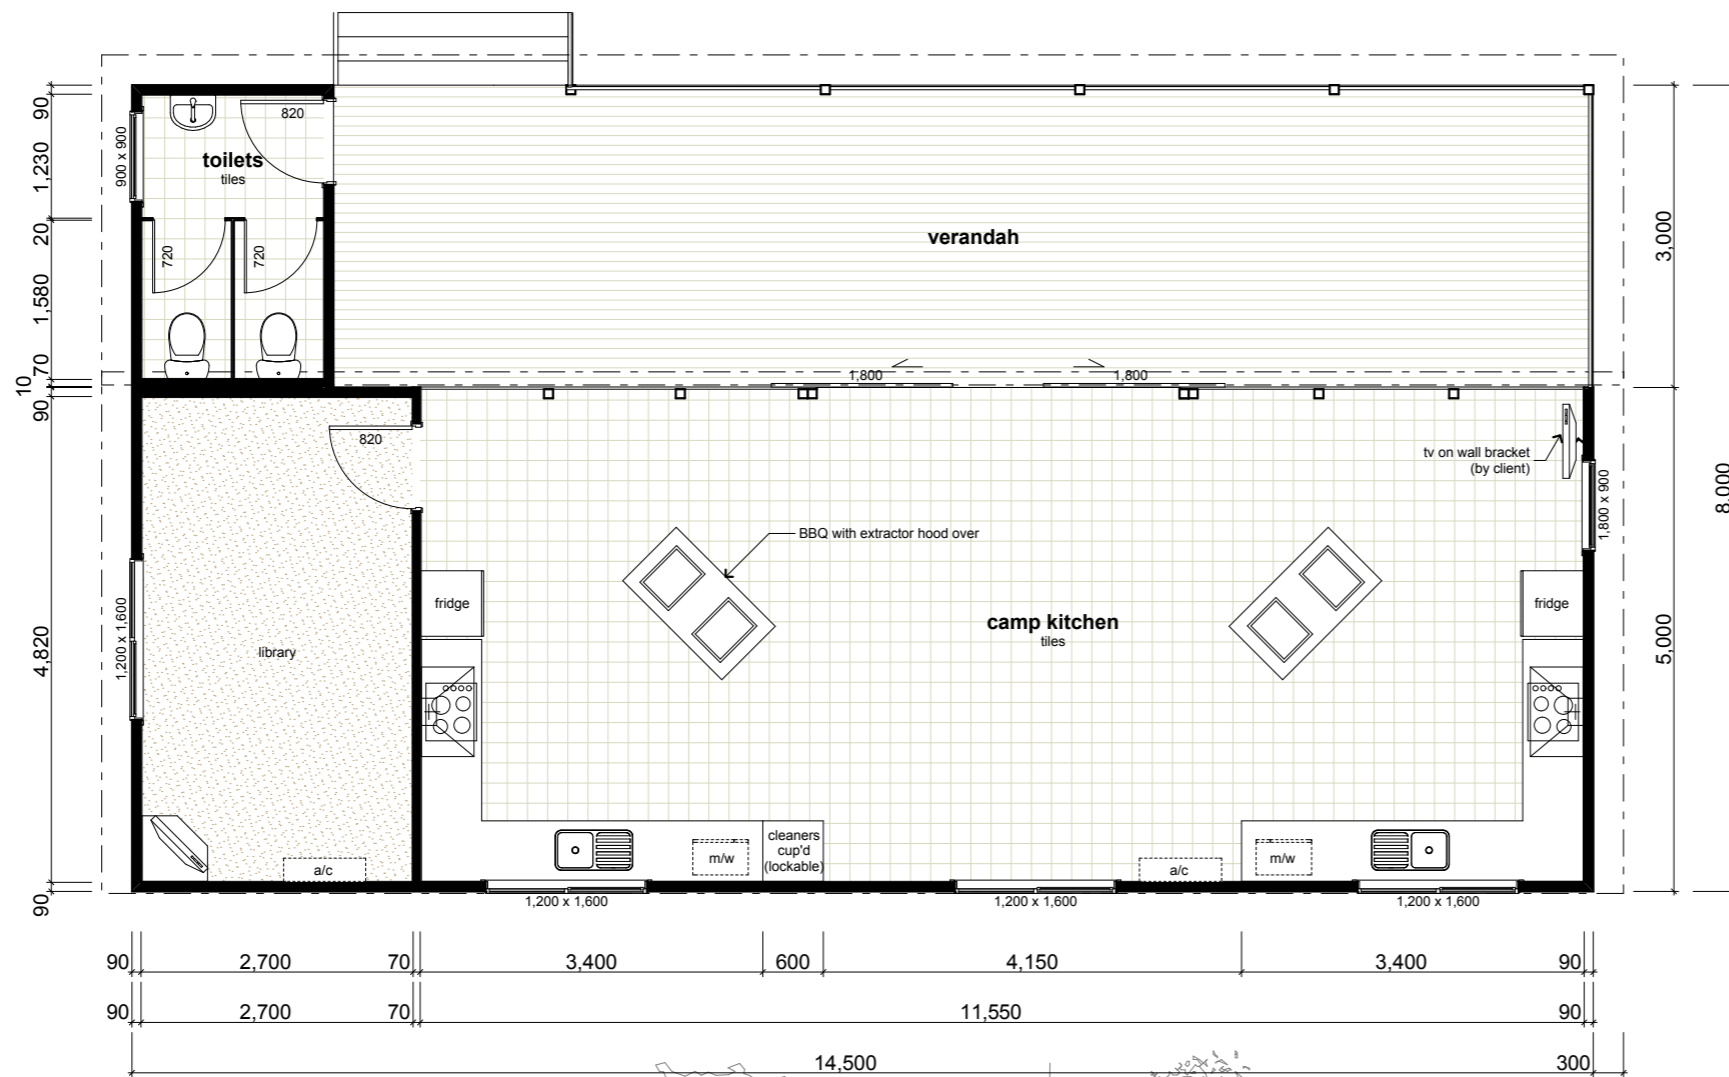 90
1,230
20
1,580
70
10
90
4,820
90
900 x 900
820
toilets
tiles
720
720
verandah
3,000
1,800
1,800
8,000
820
tv on wall bracket
(by client)
1,800 x 900
BBQ with extractor hood over
fridge
camp kitchen
tiles
fridge
1,200 x 1,600
library
5,000
cleaners
cup'd
(lockable)
m/w
m/w
a/c
a/c
1,200 x 1,600
1,200 x 1,600
1,200 x 1,600
90 2,700 70 3,400 600 4,150 3,400 90
90 2,700 70 11,550 90
14,500 300